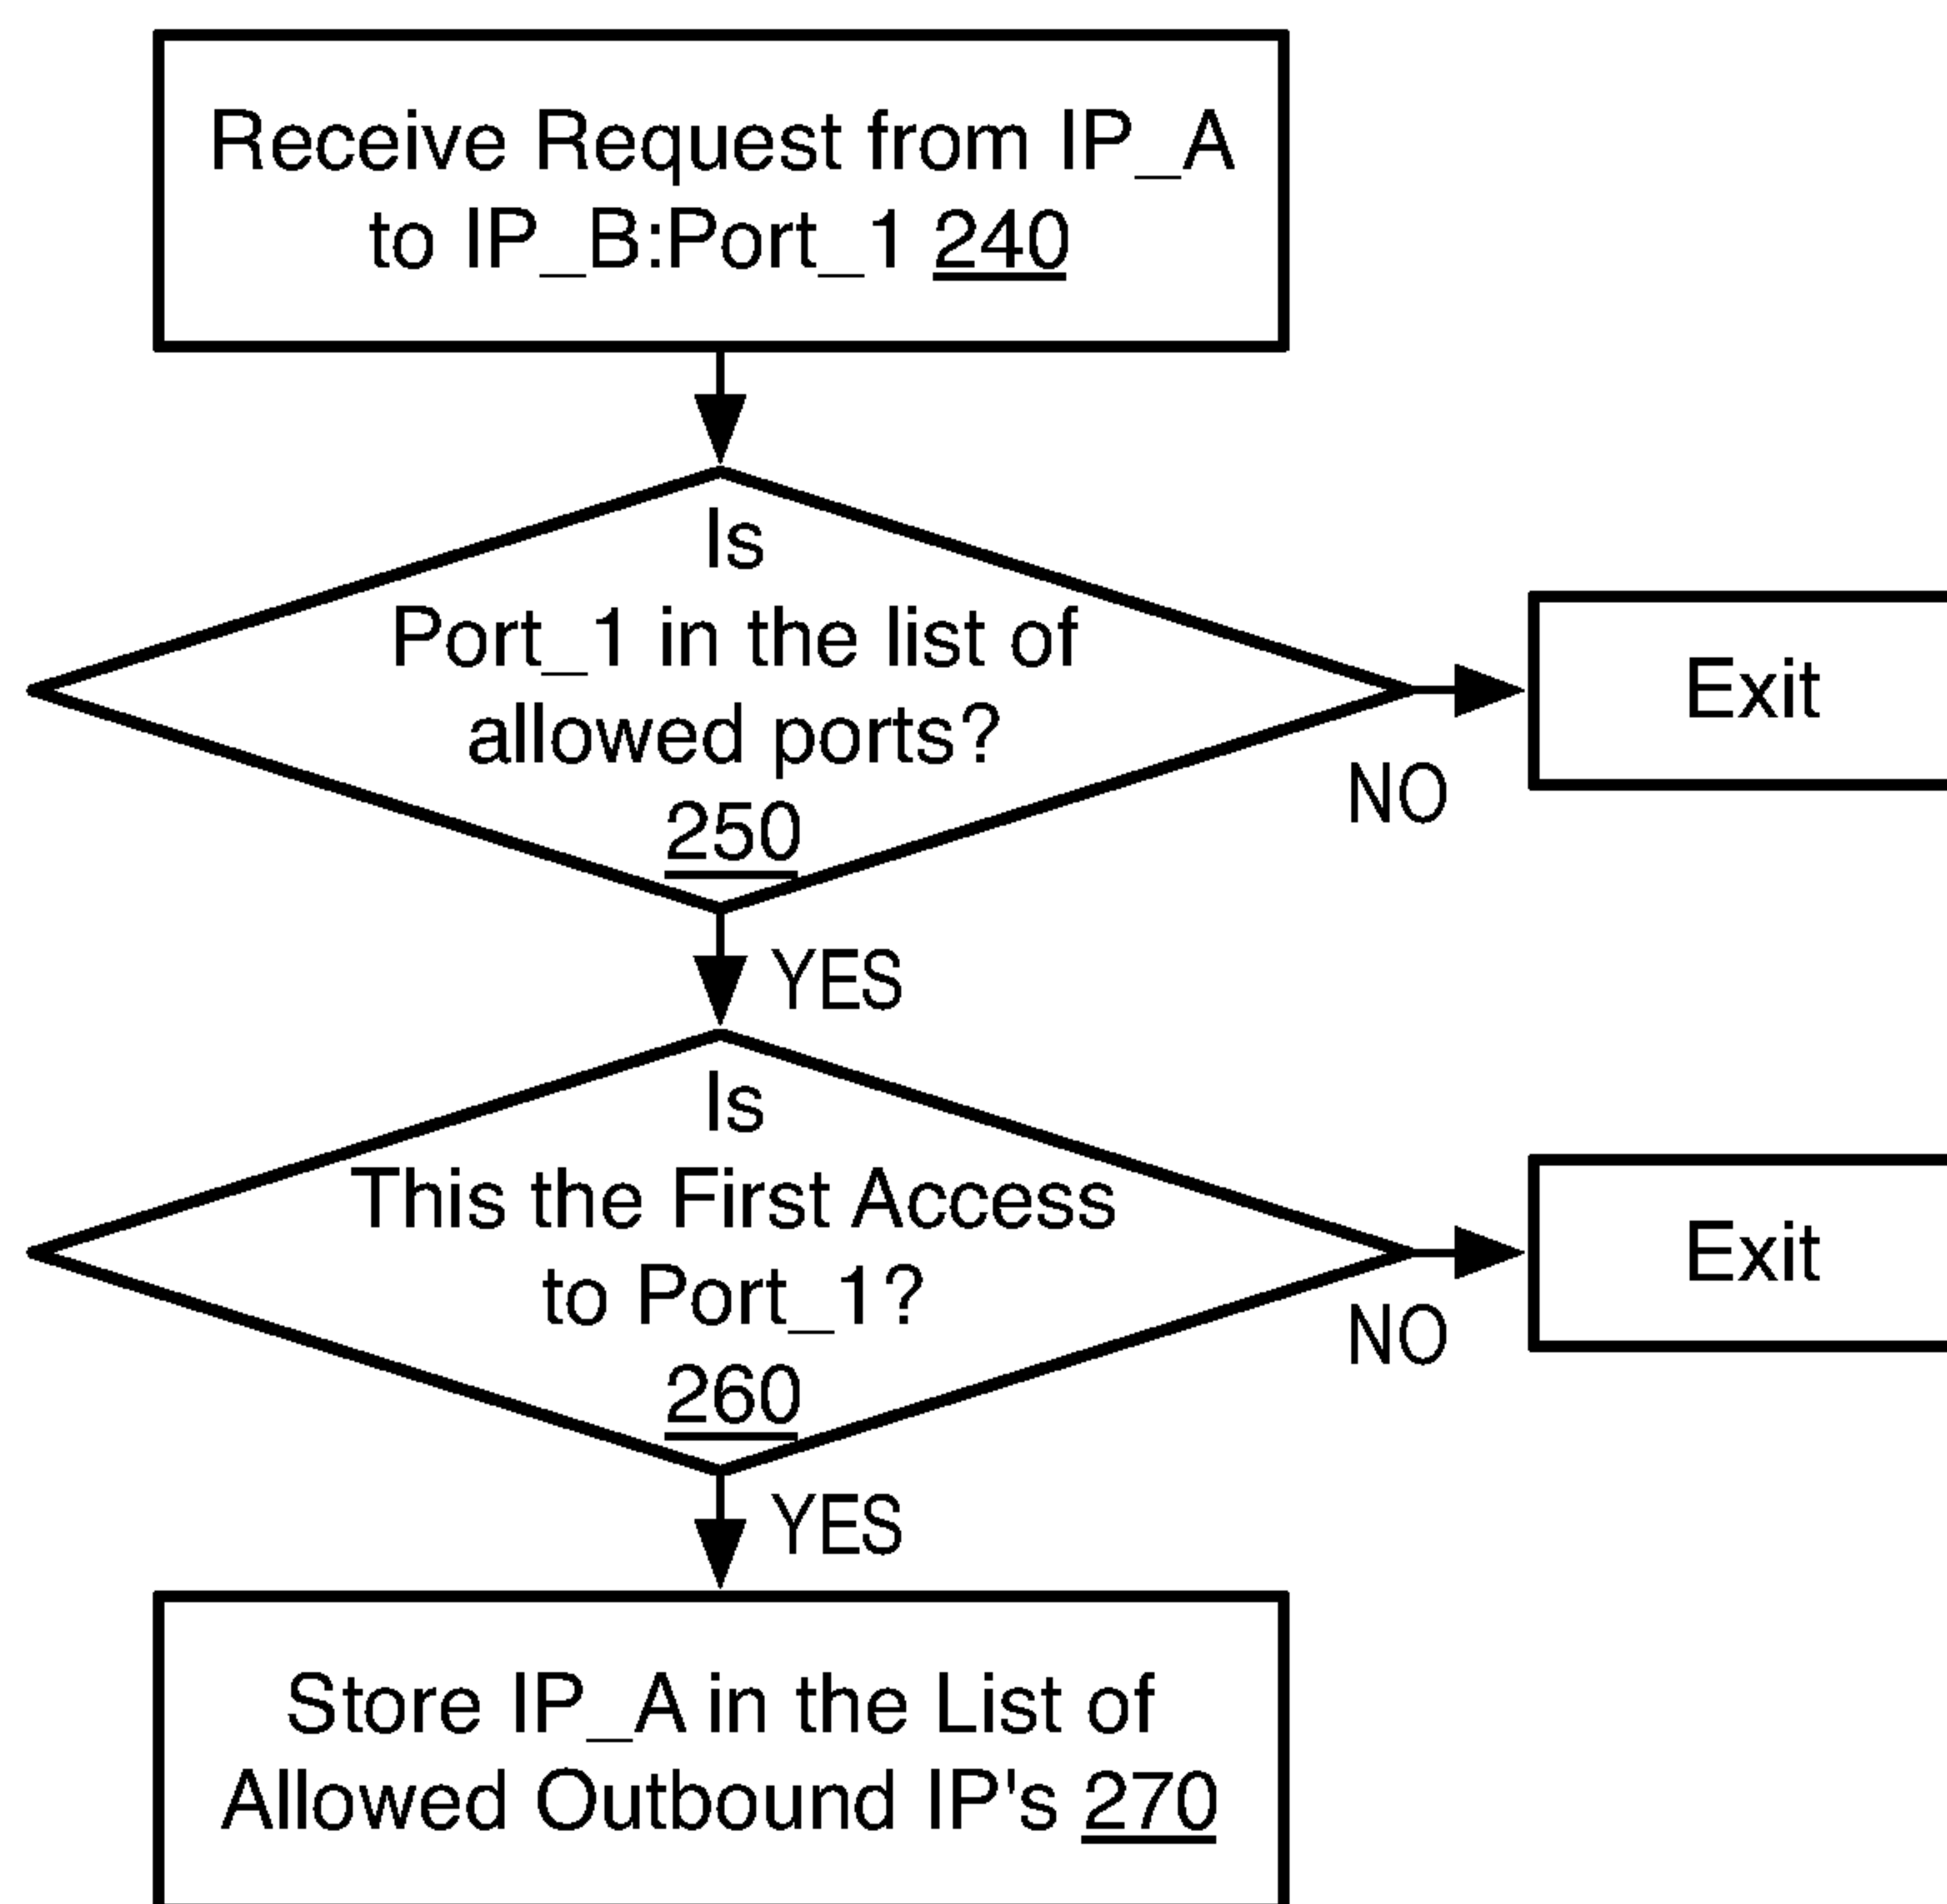 Receive Request from IP_A
to IP_B:Port_1 240
Is
Port_1 in the list of
allowed ports?
250
Exit
NO
YES
Is
This the First Access
to Port_1?
260
Exit
NO
YES
Store IP_A in the List of
Allowed Outbound IP's 270